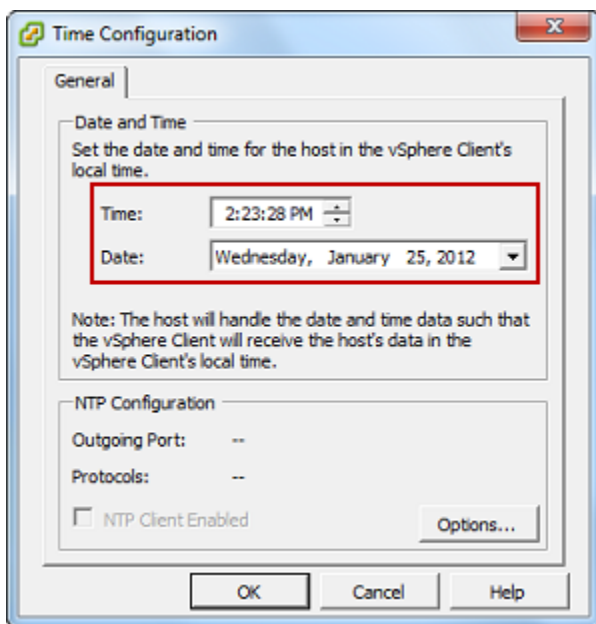 Time Configuration
General
Date and Time
Set the date and time for the host in the vSphere Client's
local time.
Time: 2:23:28 PM
Date: Wednesday, January 25, 2012
Note: The host will handle the date and time data such that
the vSphere Client will receive the host's data in the
vSphere Client's local time.
NTP Configuration
Outgoing Port: --
Protocols: --
NTP Client Enabled
Options...
OK Cancel Help